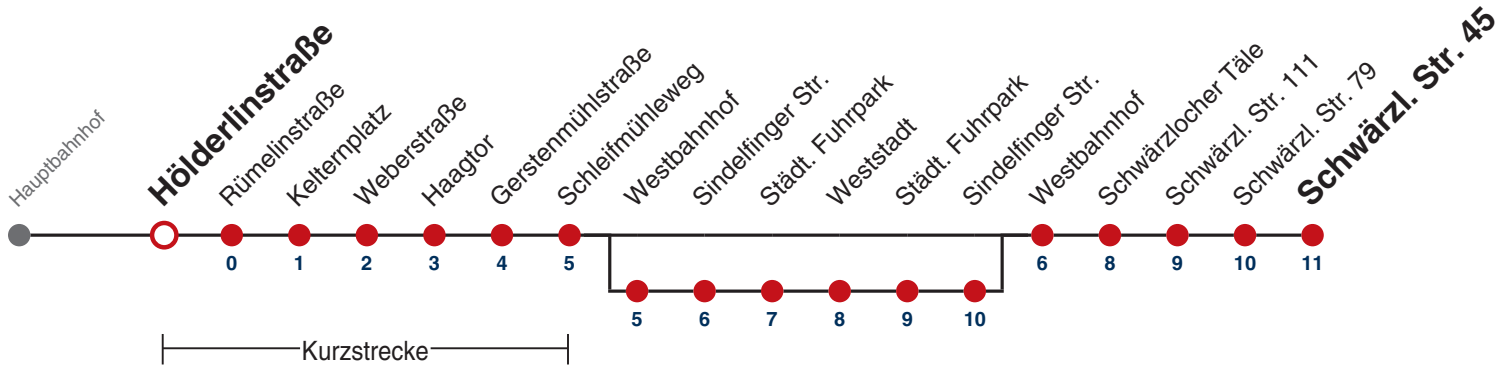 Hauptbahnhof
Hölderlinstraße
Rümelinstraße
Kelternplatz
Weberstraße
Haagtor
Gerstenmühlstraße
Schleifmühleweg
Westbahnhof
Sindelfinger Str.
Städt. Fuhrpark
Weststadt
Städt. Fuhrpark
Sindelfinger Str.
Westbahnhof
Schwärzlocher Täle
Schwärzl. Str. 111
Schwärzl. Str. 79
Schwärzl. Str. 45
0 1 2 3 4 5 6 8 9 10 11
5 6 7 8 9 10
Kurzstrecke